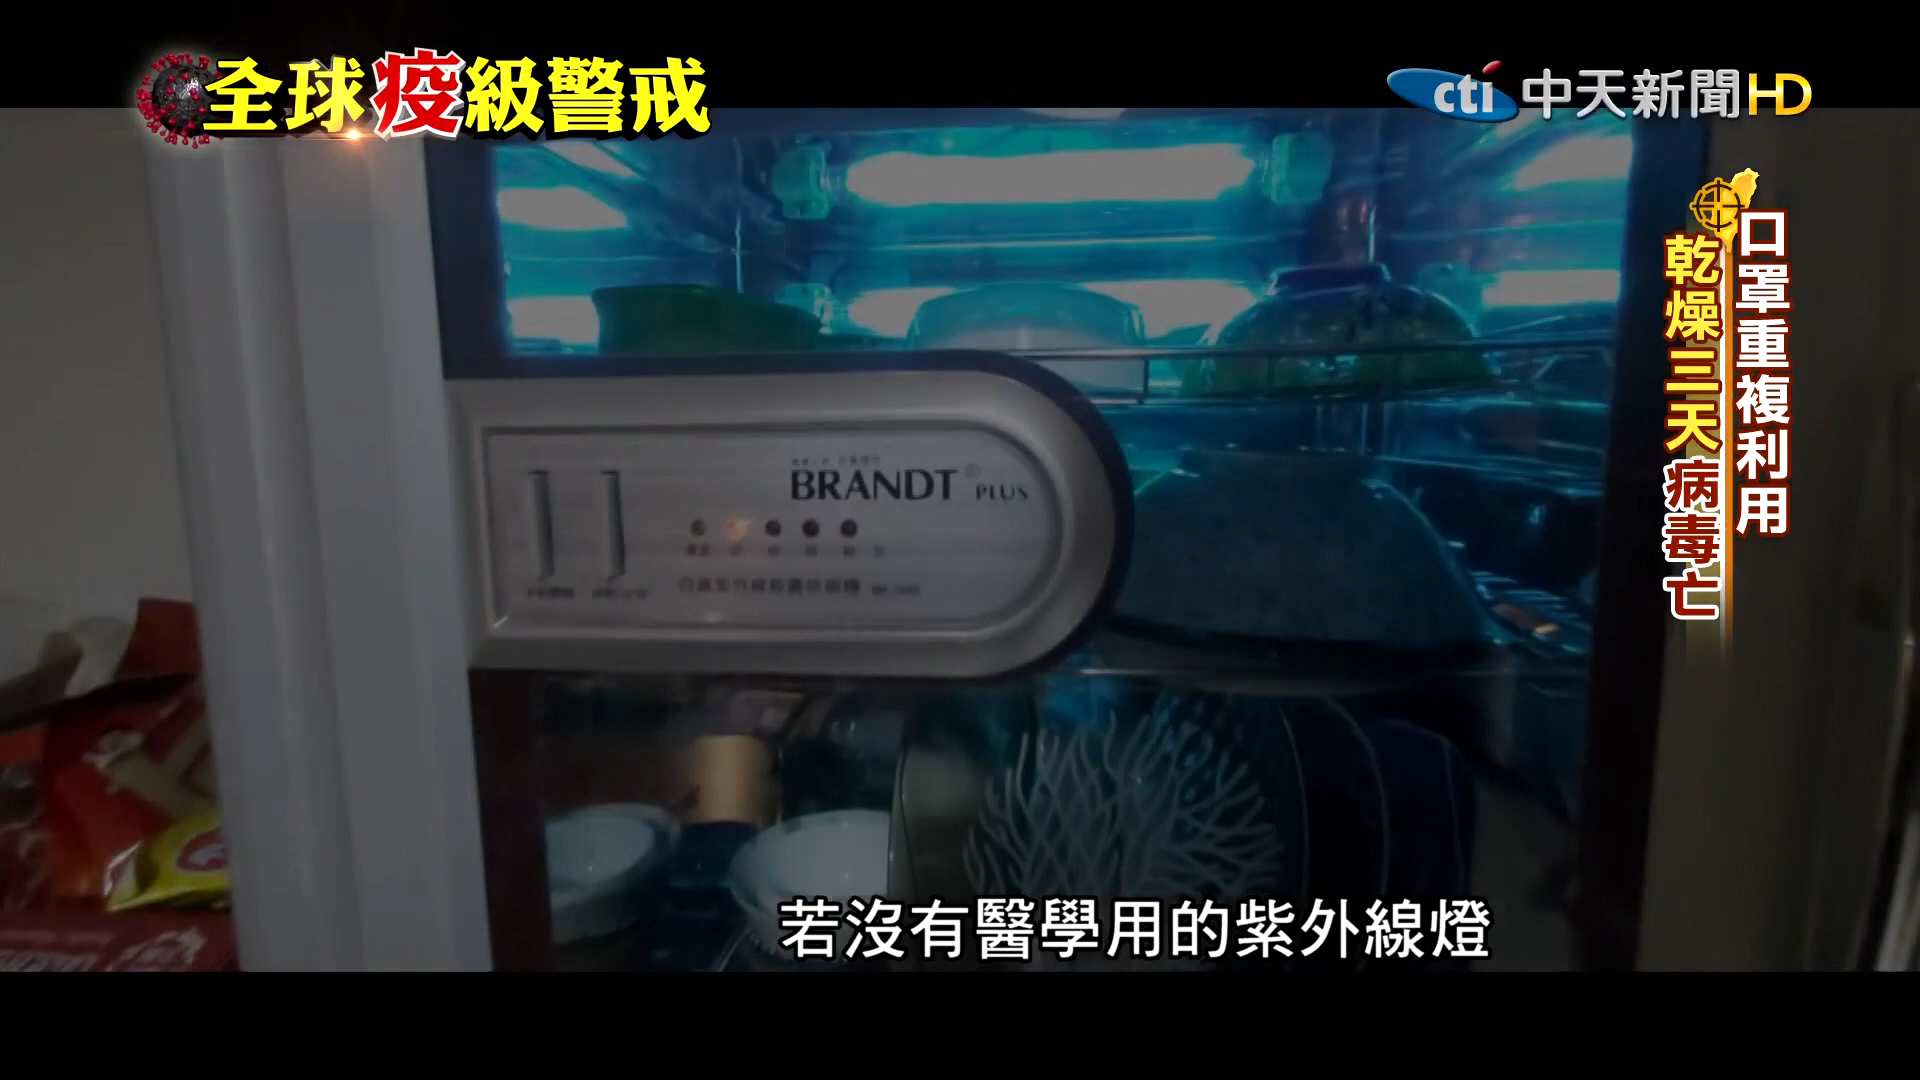 全球疫級警戒
cti 中天新聞HD
口罩重複利用
乾燥三天病毒亡
BRANDT PLUS
若沒有醫學用的紫外線燈